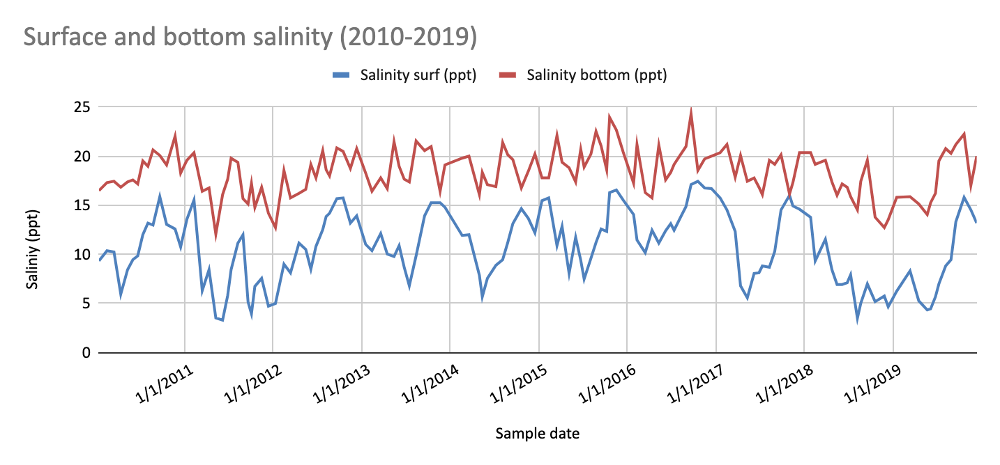 Surface and bottom salinity (2010-2019)
Salinity surf (ppt) Salinity bottom (ppt)
25
20
15
10
5
0
Saliniy (ppt)
1/1/2011 1/1/2012 1/1/2013 1/1/2014 1/1/2015 1/1/2016 1/1/2017 1/1/2018 1/1/2019
Sample date